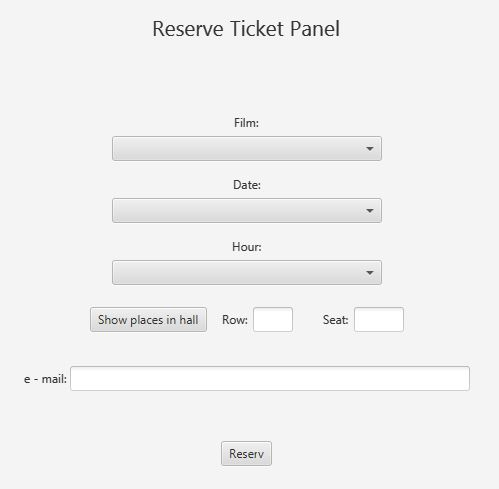 Reserve Ticket Panel
Film:
Date:
Hour:
Show places in hall Row: Seat:
e - mail:
Reserv